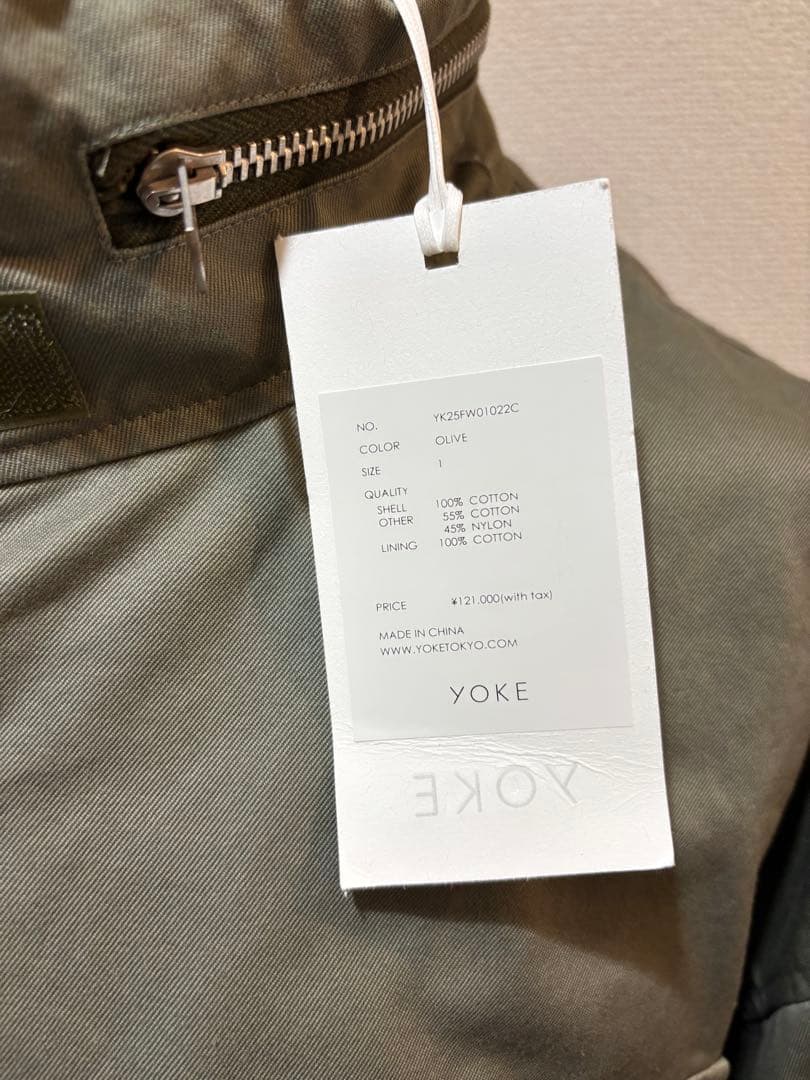 NO. YK25FW01022C
COLOR OLIVE
SIZE 1
QUALITY
SHELL 100% COTTON
OTHER 55% COTTON
45% NYLON
LINING 100% COTTON
PRICE ¥121.000(with tax)
MADE IN CHINA
WWW.YOKETOKYO.COM
YOKE
YOKE